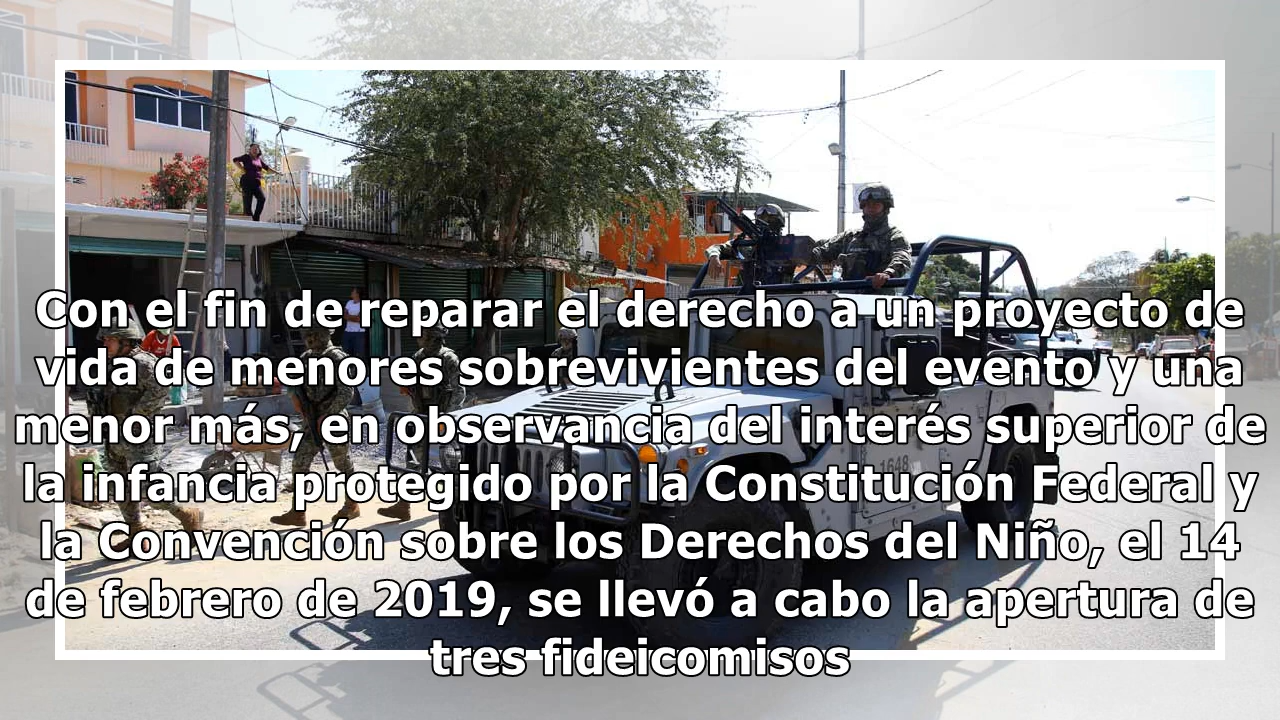 Con el fin de reparar el derecho a un proyecto de
vida de menores sobrevivientes del evento y una
menor más, en observancia del interés superior de
la infancia protegido por la Constitución Federal y
la Convención sobre los Derechos del Niño, el 14
de febrero de 2019, se llevó a cabo la apertura de
tres fideicomisos
1648